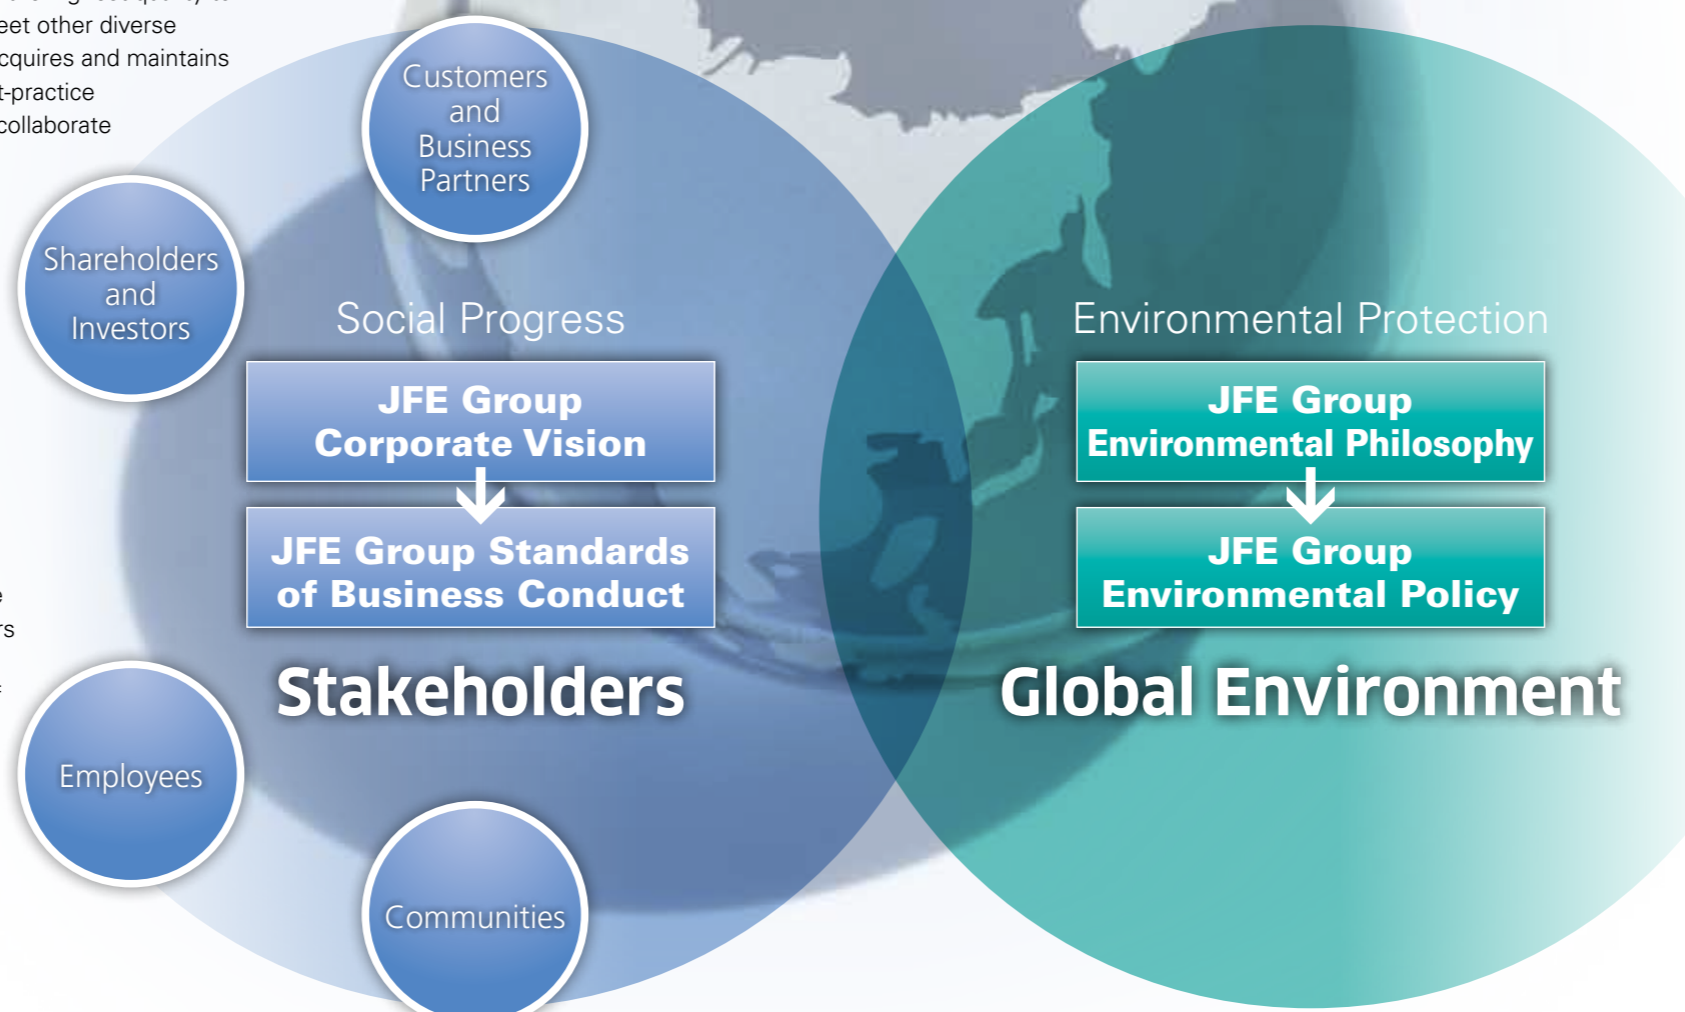 eet other diverse
cquires and maintains
t-practice
collaborate
Customers
and
Business
Partners
Shareholders
and
Investors
Social Progress
JFE Group
Corporate Vision
JFE Group Standards
of Business Conduct
Stakeholders
Employees
Communities
Environmental Protection
JFE Group
Environmental Philosophy
JFE Group
Environmental Policy
Global Environment